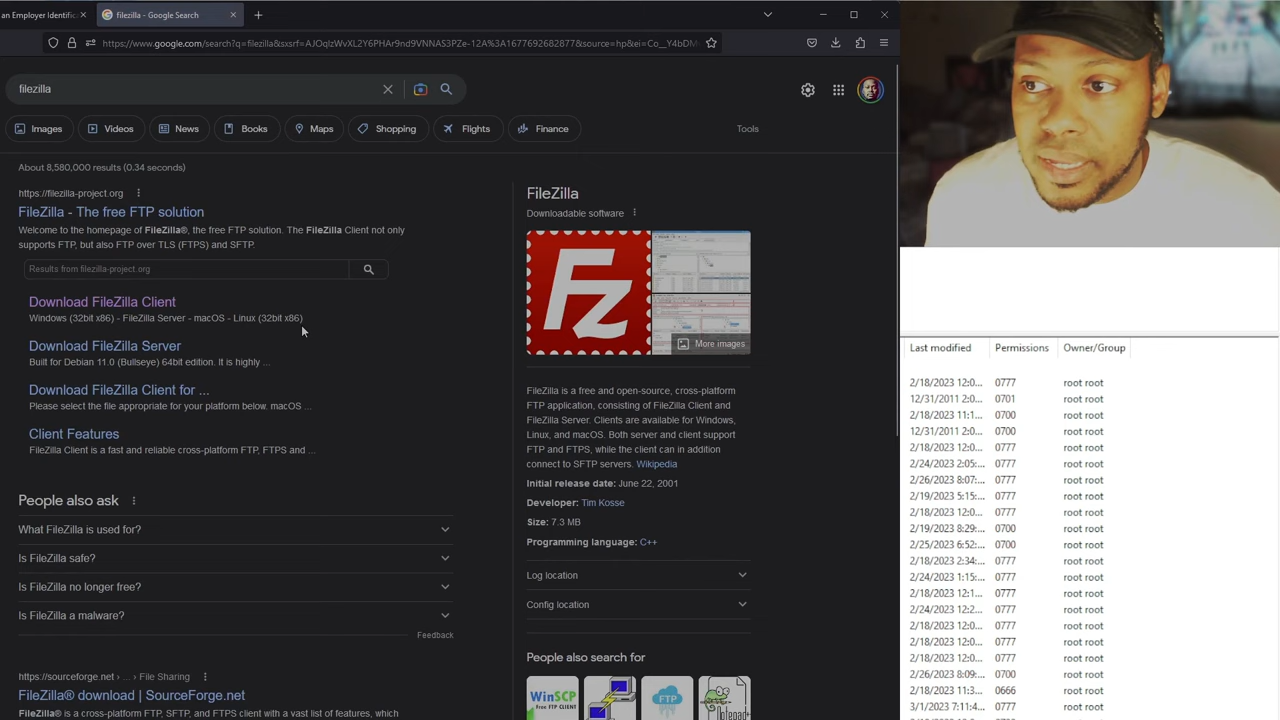 an Employer Identific
filezilla - Google Search
https://www.google.com/search?q=filezilla&sxsrf=AJOqlzWvXL2Y6PHAr9nd9VNNAS3PZe-12A%3A1677692682877&source=hp&ei=Co__Y4bDM
filezilla
Images
Videos
News
Books
Maps
Shopping
Flights
Finance
Tools
About 8,580,000 results (0.34 seconds)
https://filezilla-project.org
FileZilla - The free FTP solution
Welcome to the homepage of FileZilla®, the free FTP solution. The FileZilla Client not only
supports FTP, but also FTP over TLS (FTPS) and SFTP.
Results from filezilla-project.org
Download FileZilla Client
Windows (32bit x86) - FileZilla Server - macOS - Linux (32bit x86)
Download FileZilla Server
Built for Debian 11.0 (Bullseye) 64bit edition. It is highly ...
Download FileZilla Client for ...
Please select the file appropriate for your platform below. macOS ...
Client Features
FileZilla Client is a fast and reliable cross-platform FTP, FTPS and ...
People also ask
What FileZilla is used for?
Is FileZilla safe?
Is FileZilla no longer free?
Is FileZilla a malware?
Feedback
https://sourceforge.net › ... › File Sharing
FileZilla® download | SourceForge.net
FileZilla® is a cross-platform FTP, SFTP, and FTPS client with a vast list of features, which
FileZilla
Downloadable software
Fz
More images
FileZilla is a free and open-source, cross-platform
FTP application, consisting of FileZilla Client and
FileZilla Server. Clients are available for Windows,
Linux, and macOS. Both server and client support
FTP and FTPS, while the client can in addition
connect to SFTP servers. Wikipedia
Initial release date: June 22, 2001
Developer: Tim Kosse
Size: 7.3 MB
Programming language: C++
Log location
Config location
People also search for
WinSCP
Free FTP CLIENT
FTP
Last modified Permissions Owner/Group
2/18/2023 12:0... 0777 root root
12/31/2011 2:0... 0701 root root
2/18/2023 11:1... 0700 root root
12/31/2011 2:0... 0700 root root
2/18/2023 12:0... 0777 root root
2/24/2023 2:05:... 0777 root root
2/26/2023 8:07:... 0777 root root
2/19/2023 5:15:... 0777 root root
2/18/2023 12:0... 0777 root root
2/19/2023 8:29:... 0700 root root
2/25/2023 6:52:... 0700 root root
2/18/2023 2:34:... 0777 root root
2/24/2023 1:15:... 0777 root root
2/18/2023 12:1... 0777 root root
2/24/2023 12:2... 0777 root root
2/18/2023 12:0... 0777 root root
2/18/2023 12:0... 0777 root root
2/18/2023 12:0... 0777 root root
2/26/2023 8:09:... 0700 root root
2/18/2023 11:3... 0666 root root
3/1/2023 7:11:4... 0777 root root